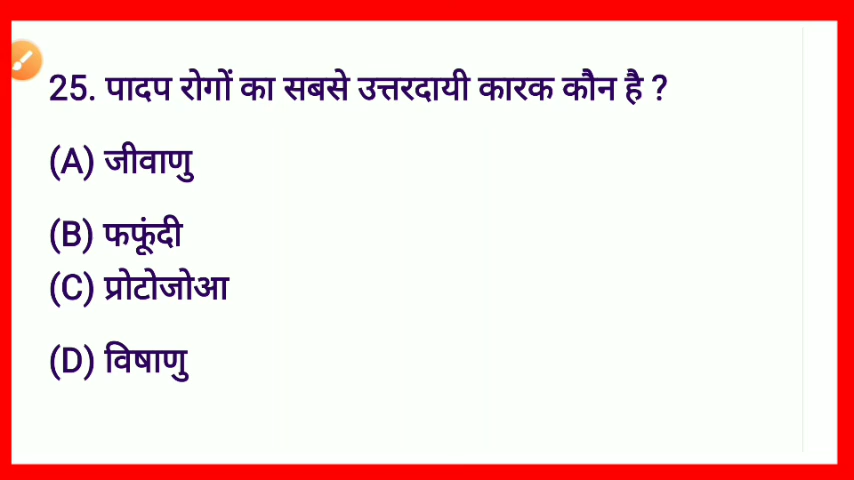 25. पादप रोगों का सबसे उत्तरदायी कारक कौन है ?
(A) जीवाणु
(B) फफूंदी
(C) प्रोटोजोआ
(D) विषाणु